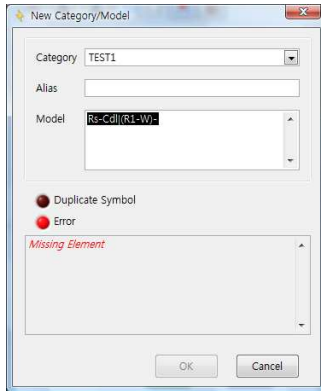 New Category/Model
Category TEST1
Alias
Model Rs-Cdl|(R1-W)-
Duplicate Symbol
Error
Missing Element
OK Cancel